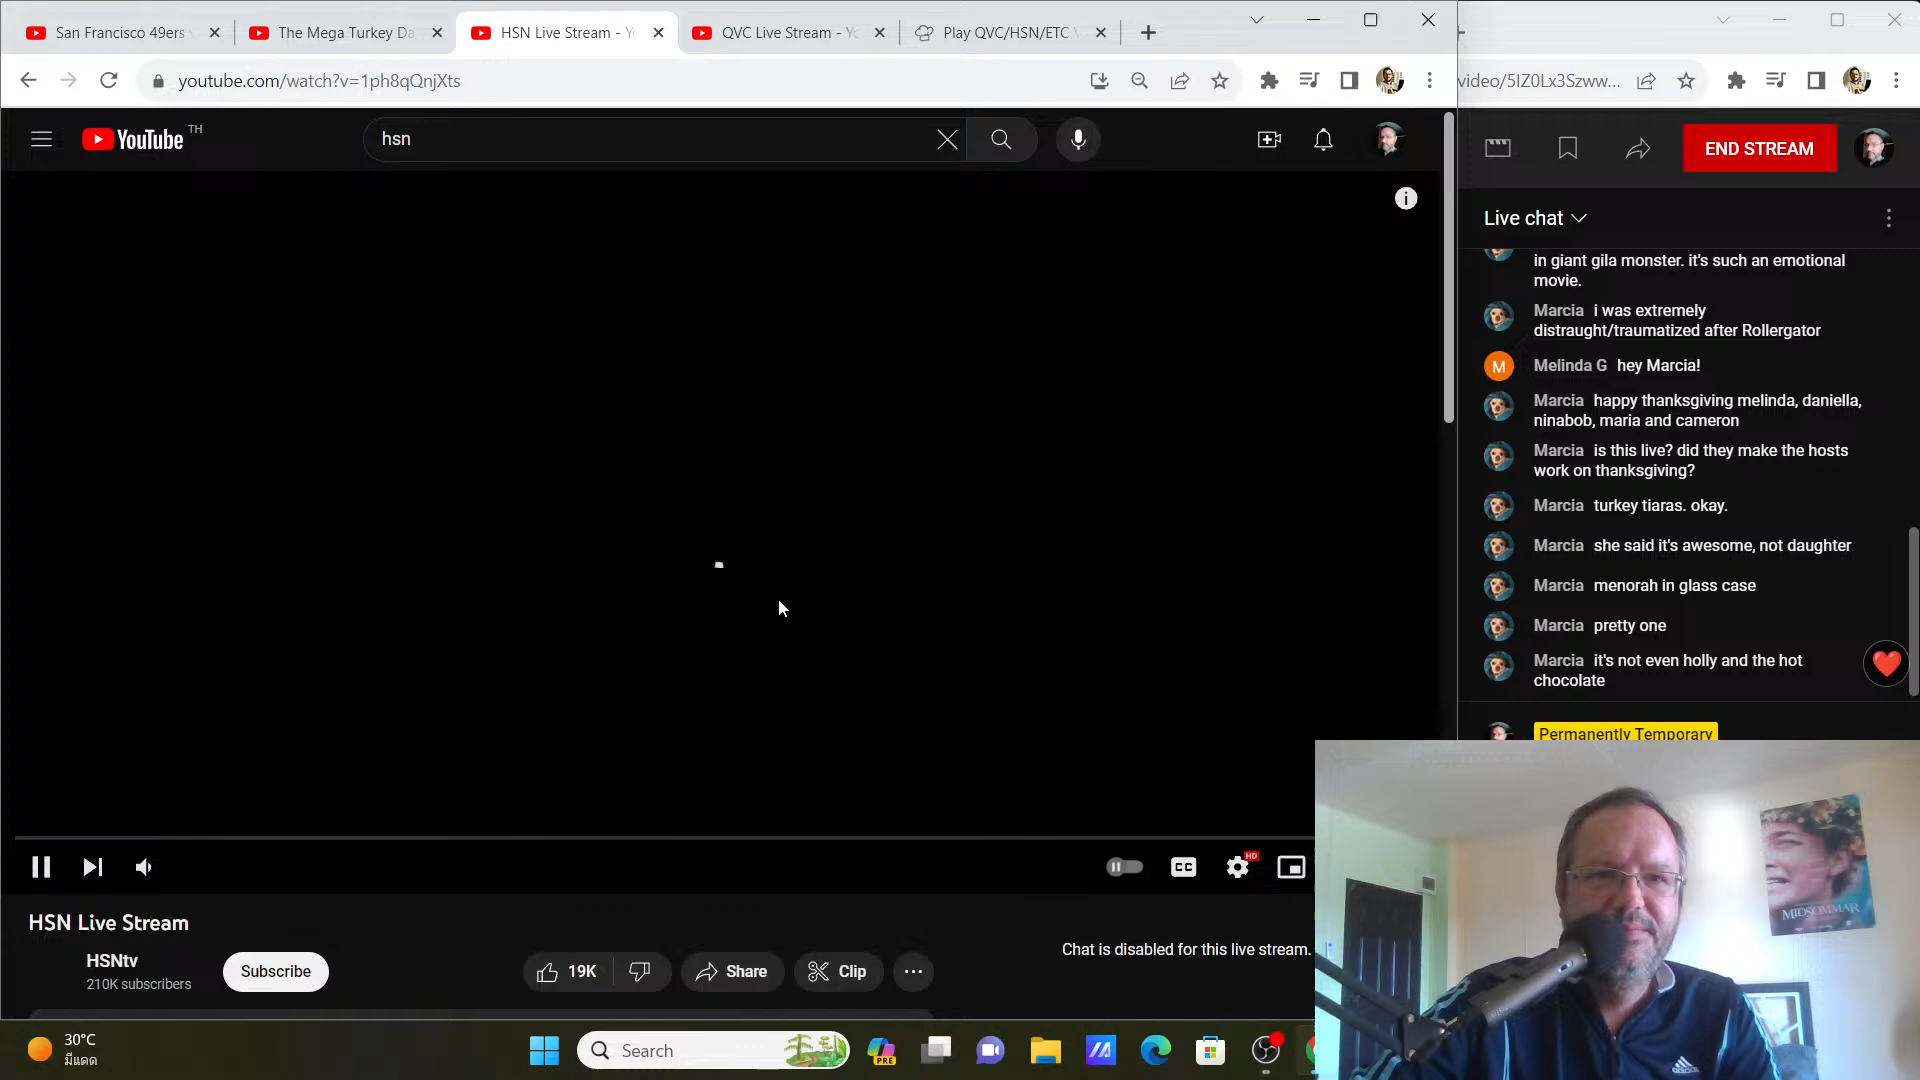 San Francisco 49ers
The Mega Turkey Da
HSN Live Stream - Yo
QVC Live Stream - Yo
Play QVC/HSN/ETC
youtube.com/watch?v=1ph8qQnjXts
video/5IZ0Lx3Szww...
YouTube TH
hsn
END STREAM
Live chat
in giant gila monster. it's such an emotional
movie.
Marcia i was extremely
distraught/traumatized after Rollergator
M
Melinda G hey Marcia!
Marcia happy thanksgiving melinda, daniella,
ninabob, maria and cameron
Marcia is this live? did they make the hosts
work on thanksgiving?
Marcia turkey tiaras. okay.
Marcia she said it's awesome, not daughter
Marcia menorah in glass case
Marcia pretty one
Marcia it's not even holly and the hot
chocolate
Permanently Temporary
CC
HD
HSN Live Stream
HSNtv
210K subscribers
Subscribe
19K
Share
Clip
Chat is disabled for this live stream.
MIDSOMMAR
adidas
30°C
มีแดด
Search
PRE